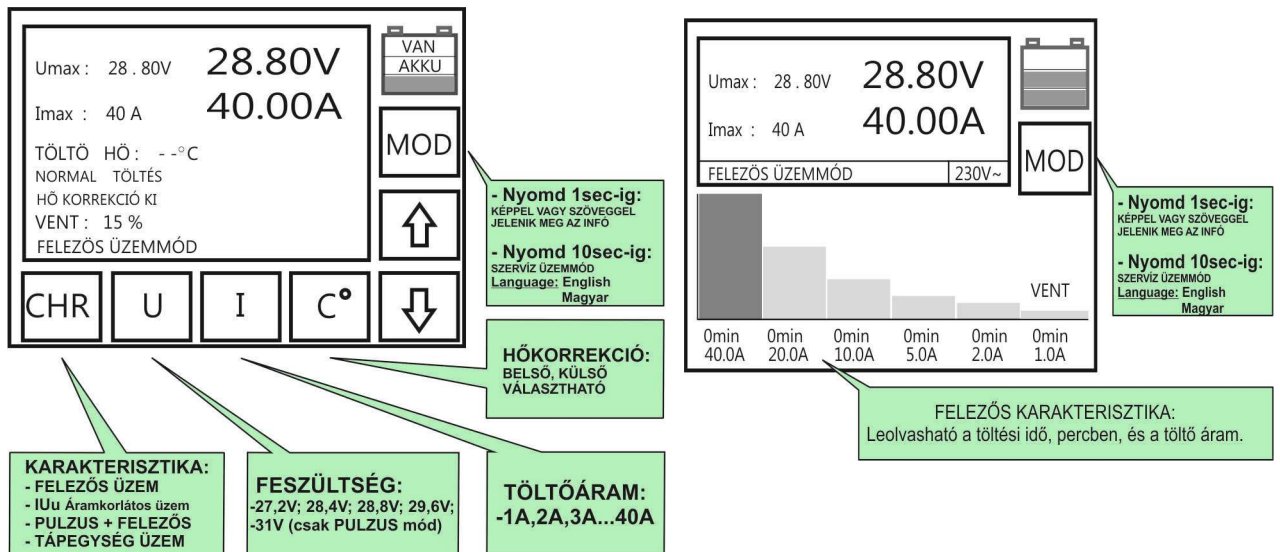 Umax : 28 . 80V 28.80V
Imax : 40 A 40.00A
TÖLTÖ HÖ : - -°C
NORMAL TÖLTÉS
HÕ KORREKCIÓ KI
VENT : 15 %
FELEZÖS ÜZEMMÓD
VAN
AKKU
MOD
CHR U I C°
- Nyomd 1sec-ig:
KÉPPEL VAGY SZÖVEGGEL
JELENIK MEG AZ INFÓ
- Nyomd 10sec-ig:
SZERVÍZ ÜZEMMÓD
Language: English
Magyar
HŐKORREKCIÓ:
BELSŐ, KÜLSŐ
VÁLASZTHATÓ
KARAKTERISZTIKA:
- FELEZŐS ÜZEM
- IUu Áramkorlátos üzem
- PULZUS + FELEZŐS
- TÁPEGYSÉG ÜZEM
FESZÜLTSÉG:
-27,2V; 28,4V; 28,8V; 29,6V;
-31V (csak PULZUS mód)
TÖLTŐÁRAM:
-1A,2A,3A...40A
Umax : 28 . 80V 28.80V
Imax : 40 A 40.00A
FELEZÖS ÜZEMMÓD 230V~
MOD
VENT
0min 0min 0min 0min 0min 0min
40.0A 20.0A 10.0A 5.0A 2.0A 1.0A
- Nyomd 1sec-ig:
KÉPPEL VAGY SZÖVEGGEL
JELENIK MEG AZ INFÓ
- Nyomd 10sec-ig:
SZERVÍZ ÜZEMMÓD
Language: English
Magyar
FELEZŐS KARAKTERISZTIKA:
Leolvasható a töltési idő, percben, és a töltő áram.